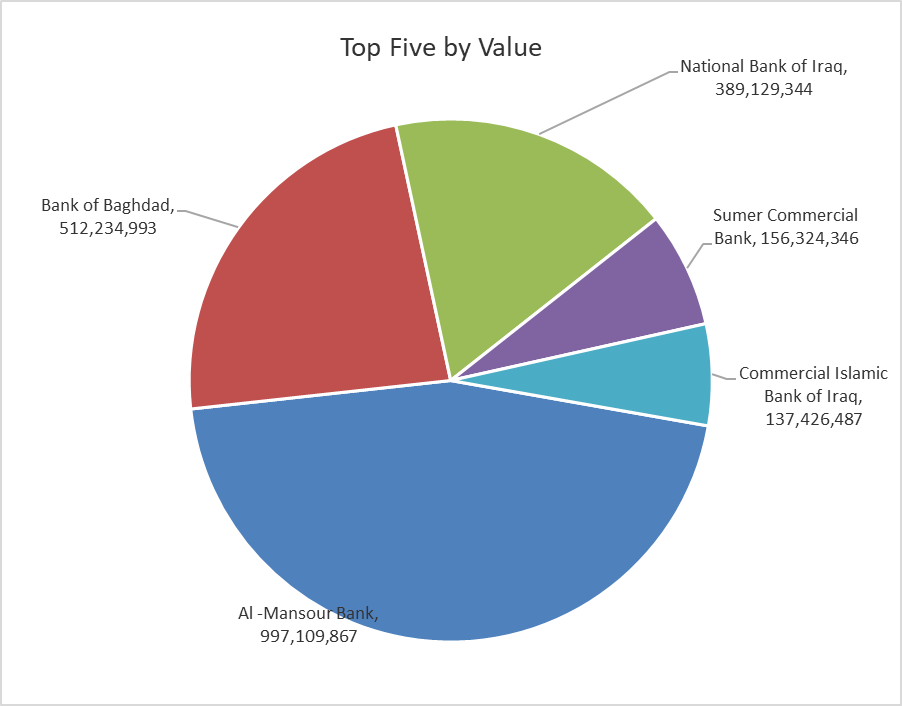 Top Five by Value
National Bank of Iraq,
389,129,344
Bank of Baghdad,
512,234,993
Sumer Commercial
Bank, 156,324,346
Commercial Islamic
Bank of Iraq,
137,426,487
Al -Mansour Bank,
997,109,867